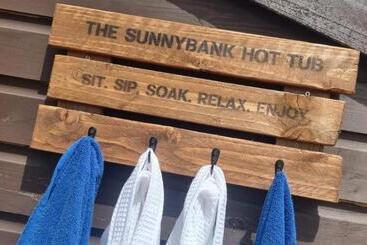 THE SUNNYBANK HOT TUB
SIT. SIP. SOAK. RELAX. ENJOY.